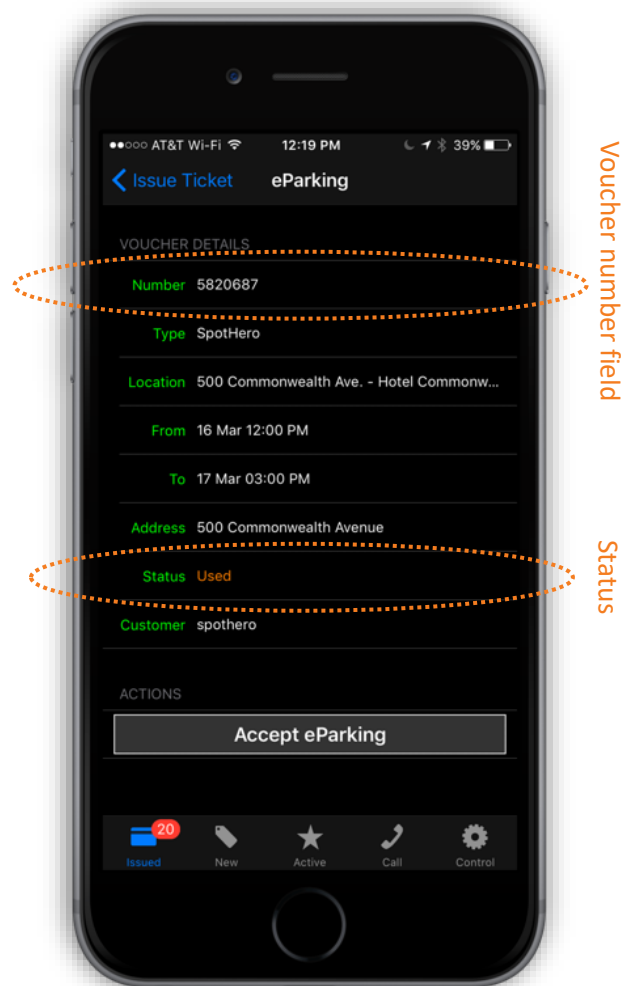 AT&T Wi-Fi 12:19 PM 39%
Issue Ticket eParking
VOUCHER DETAILS
Number 5820687
Type SpotHero
Location 500 Commonwealth Ave. - Hotel Commonw...
From 16 Mar 12:00 PM
To 17 Mar 03:00 PM
Address 500 Commonwealth Avenue
Status Used
Customer spothero
ACTIONS
Accept eParking
20
Issued New Active Call Control
Voucher number field
Status